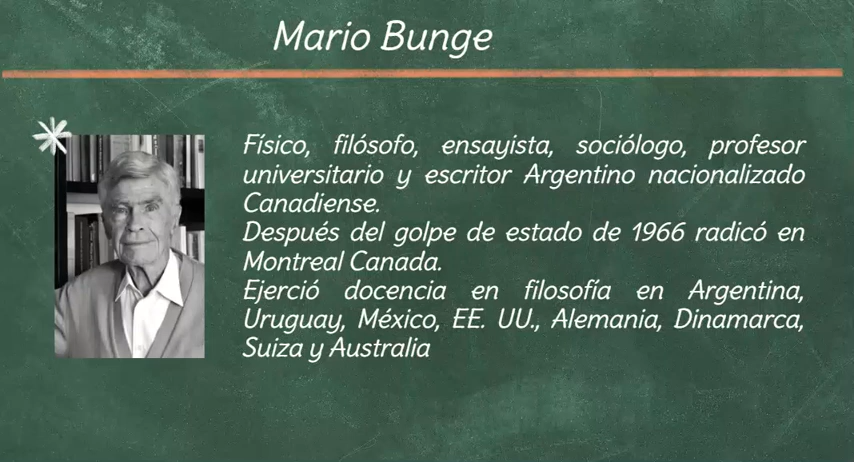 Mario Bunge
Físico, filósofo, ensayista, sociólogo, profesor
universitario y escritor Argentino nacionalizado
Canadiense.
Después del golpe de estado de 1966 radicó en
Montreal Canada.
Ejerció docencia en filosofía en Argentina,
Uruguay, México, EE. UU., Alemania, Dinamarca,
Suiza y Australia